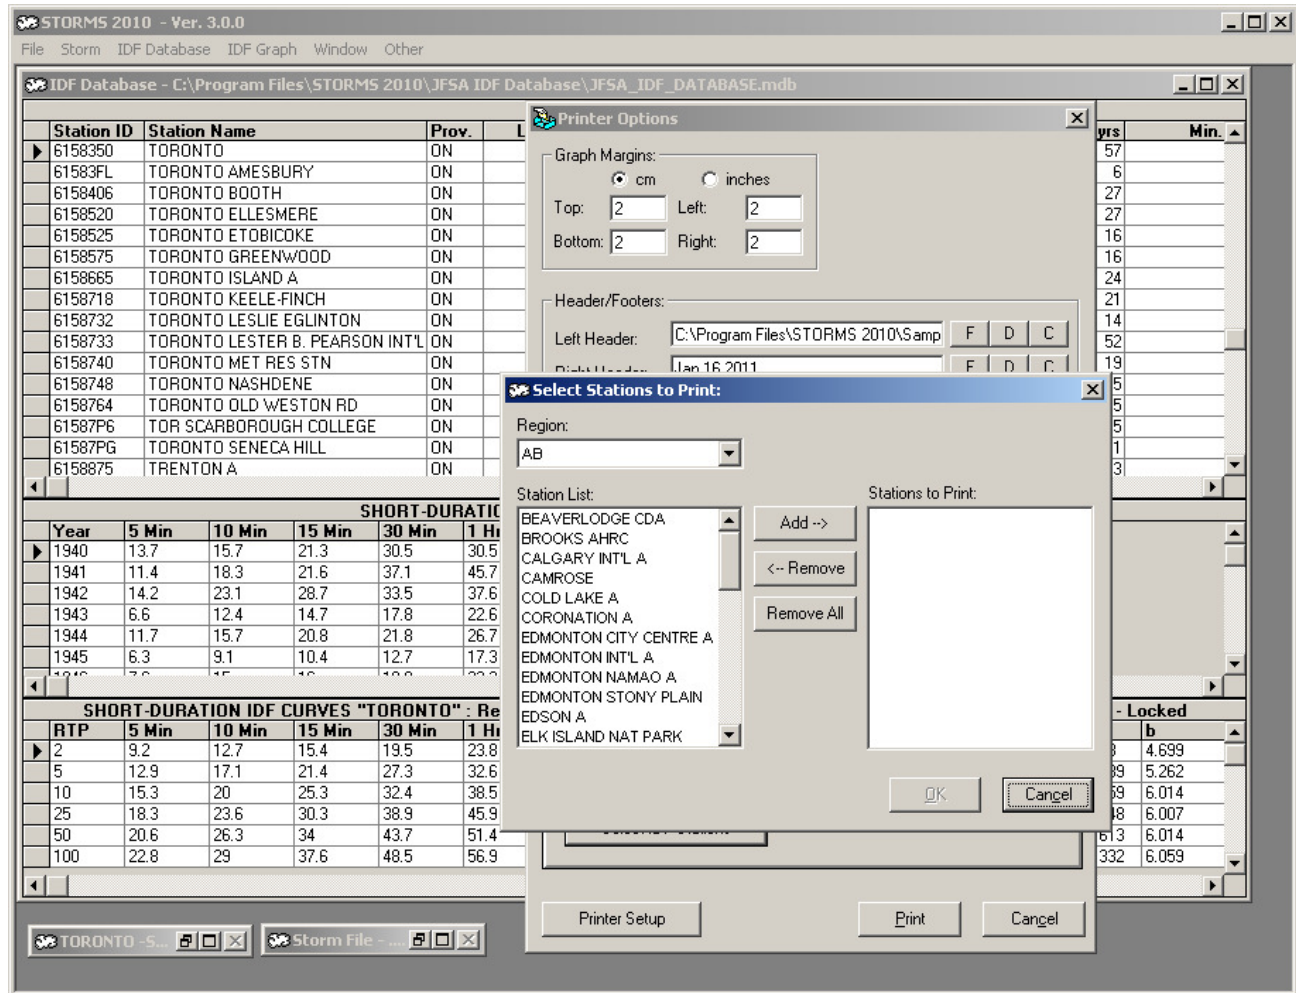 STORMS 2010 - Ver. 3.0.0
File Storm IDF Database IDF Graph Window Other
IDF Database - C:\Program Files\STORMS 2010\JFSA IDF Database\JFSA_IDF_DATABASE.mdb
Station ID Station Name Prov. L yrs Min.
6158350 TORONTO ON 57
61583FL TORONTO AMESBURY ON 6
6158406 TORONTO BOOTH ON 27
6158520 TORONTO ELLESMERE ON 27
6158525 TORONTO ETOBICOKE ON 16
6158575 TORONTO GREENWOOD ON 16
6158665 TORONTO ISLAND A ON 24
6158718 TORONTO KEELE-FINCH ON 21
6158732 TORONTO LESLIE EGLINTON ON 14
6158733 TORONTO LESTER B. PEARSON INT'L ON 52
6158740 TORONTO MET RES STN ON 19
6158748 TORONTO NASHDENE ON 5
6158764 TORONTO OLD WESTON RD ON 5
61587P6 TOR SCARBOROUGH COLLEGE ON 5
61587PG TORONTO SENECA HILL ON 1
6158875 TRENTON A ON 3
SHORT-DURATIO
Year 5 Min 10 Min 15 Min 30 Min 1 H
1940 13.7 15.7 21.3 30.5 30.5
1941 11.4 18.3 21.6 37.1 45.7
1942 14.2 23.1 28.7 33.5 37.6
1943 6.6 12.4 14.7 17.8 22.6
1944 11.7 15.7 20.8 21.8 26.7
1945 6.3 9.1 10.4 12.7 17.3
SHORT-DURATION IDF CURVES "TORONTO" : Re - Locked
RTP 5 Min 10 Min 15 Min 30 Min 1 H b
2 9.2 12.7 15.4 19.5 23.8 4.699
5 12.9 17.1 21.4 27.3 32.6 39 5.262
10 15.3 20 25.3 32.4 38.5 59 6.014
25 18.3 23.6 30.3 38.9 45.9 6.007
50 20.6 26.3 34 43.7 51.4 613 6.014
100 22.8 29 37.6 48.5 56.9 332 6.059
Printer Options
Graph Margins:
cm inches
Top: 2 Left: 2
Bottom: 2 Right: 2
Header/Footers:
Left Header: C:\Program Files\STORMS 2010\Samp F D C
Right Header: Jan 16 2011 F D C
Select Stations to Print:
Region:
AB
Station List: Stations to Print:
BEAVERLODGE CDA
BROOKS AHRC
CALGARY INT'L A
CAMROSE
COLD LAKE A
CORONATION A
EDMONTON CITY CENTRE A
EDMONTON INT'L A
EDMONTON NAMAO A
EDMONTON STONY PLAIN
EDSON A
ELK ISLAND NAT PARK
Add -->
<-- Remove
Remove All
OK Cancel
Printer Setup Print Cancel
TORONTO -S...
Storm File - ....